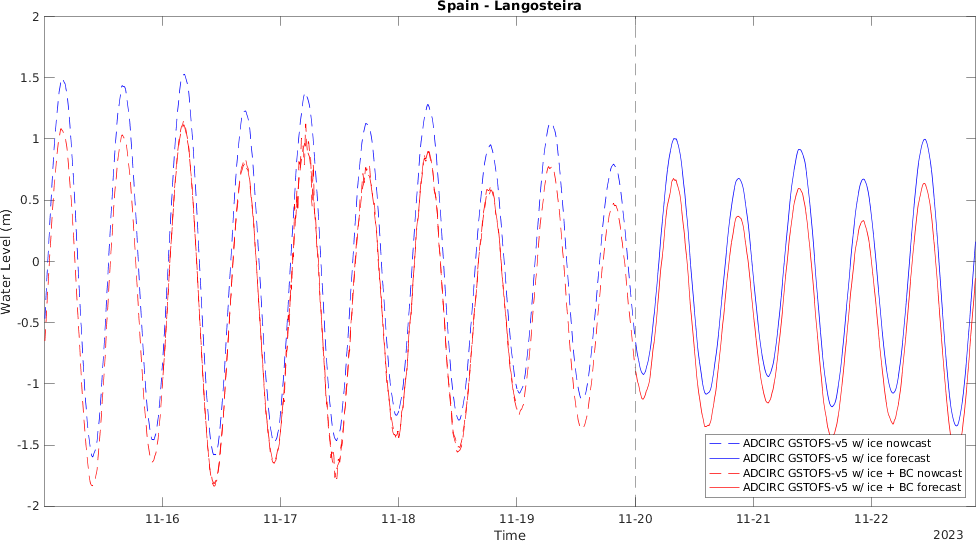 Spain - Langosteira
2
1.5
1
0.5
0
-0.5
-1
-1.5
-2
Water Level (m)
11-16 11-17 11-18 11-19 11-20 11-21 11-22
Time
2023
ADCIRC GSTOFS-v5 w/ ice nowcast
ADCIRC GSTOFS-v5 w/ ice forecast
ADCIRC GSTOFS-v5 w/ ice + BC nowcast
ADCIRC GSTOFS-v5 w/ ice + BC forecast